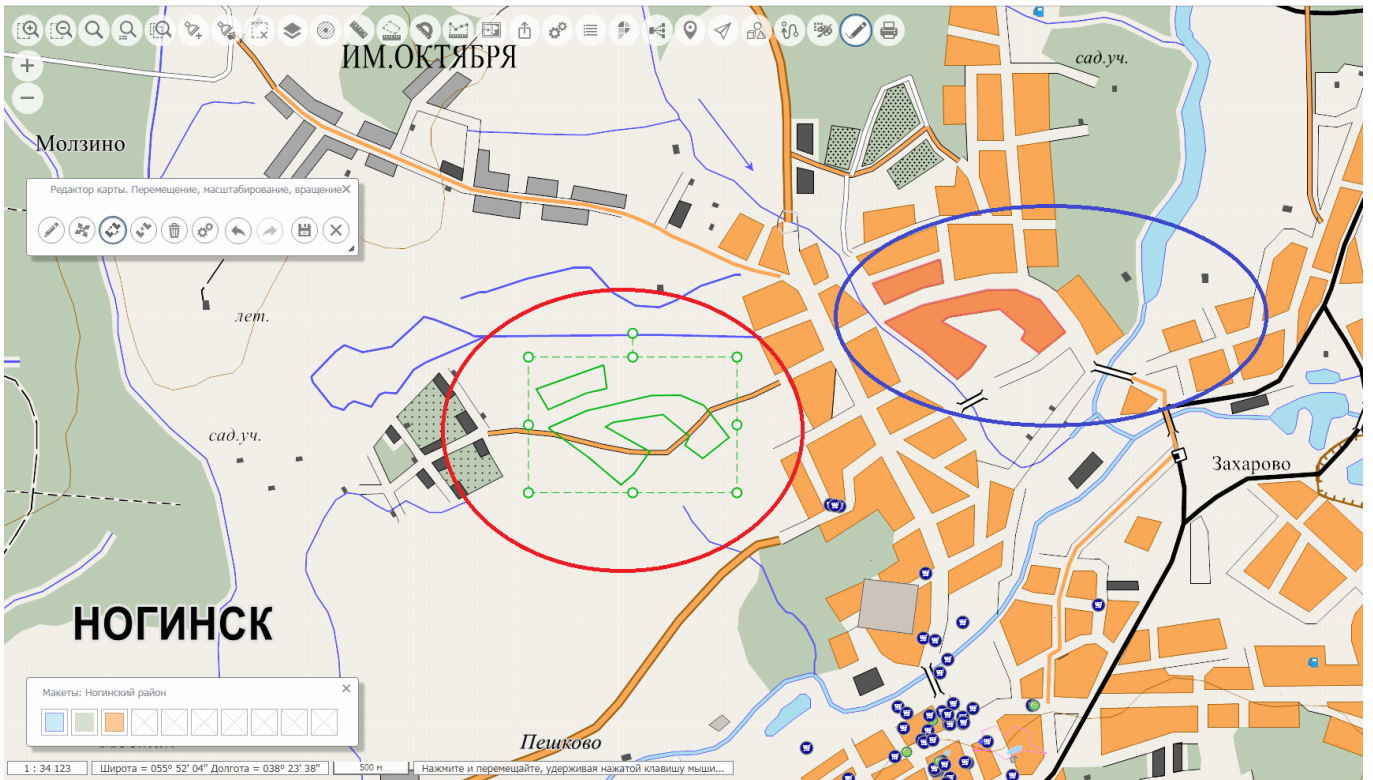 ИМ.ОКТЯБРЯ
сад.уч.
Молзино
Редактор карты. Перемещение, масштабирование, вращение
лет.
сад.уч.
Захарово
НОГИНСК
Макеты: Ногинский район
Пешково
1 : 34 123
Широта = 055° 52' 04" Долгота = 038° 23' 38"
500 м
Нажмите и перемещайте, удерживая нажатой клавишу мыши...